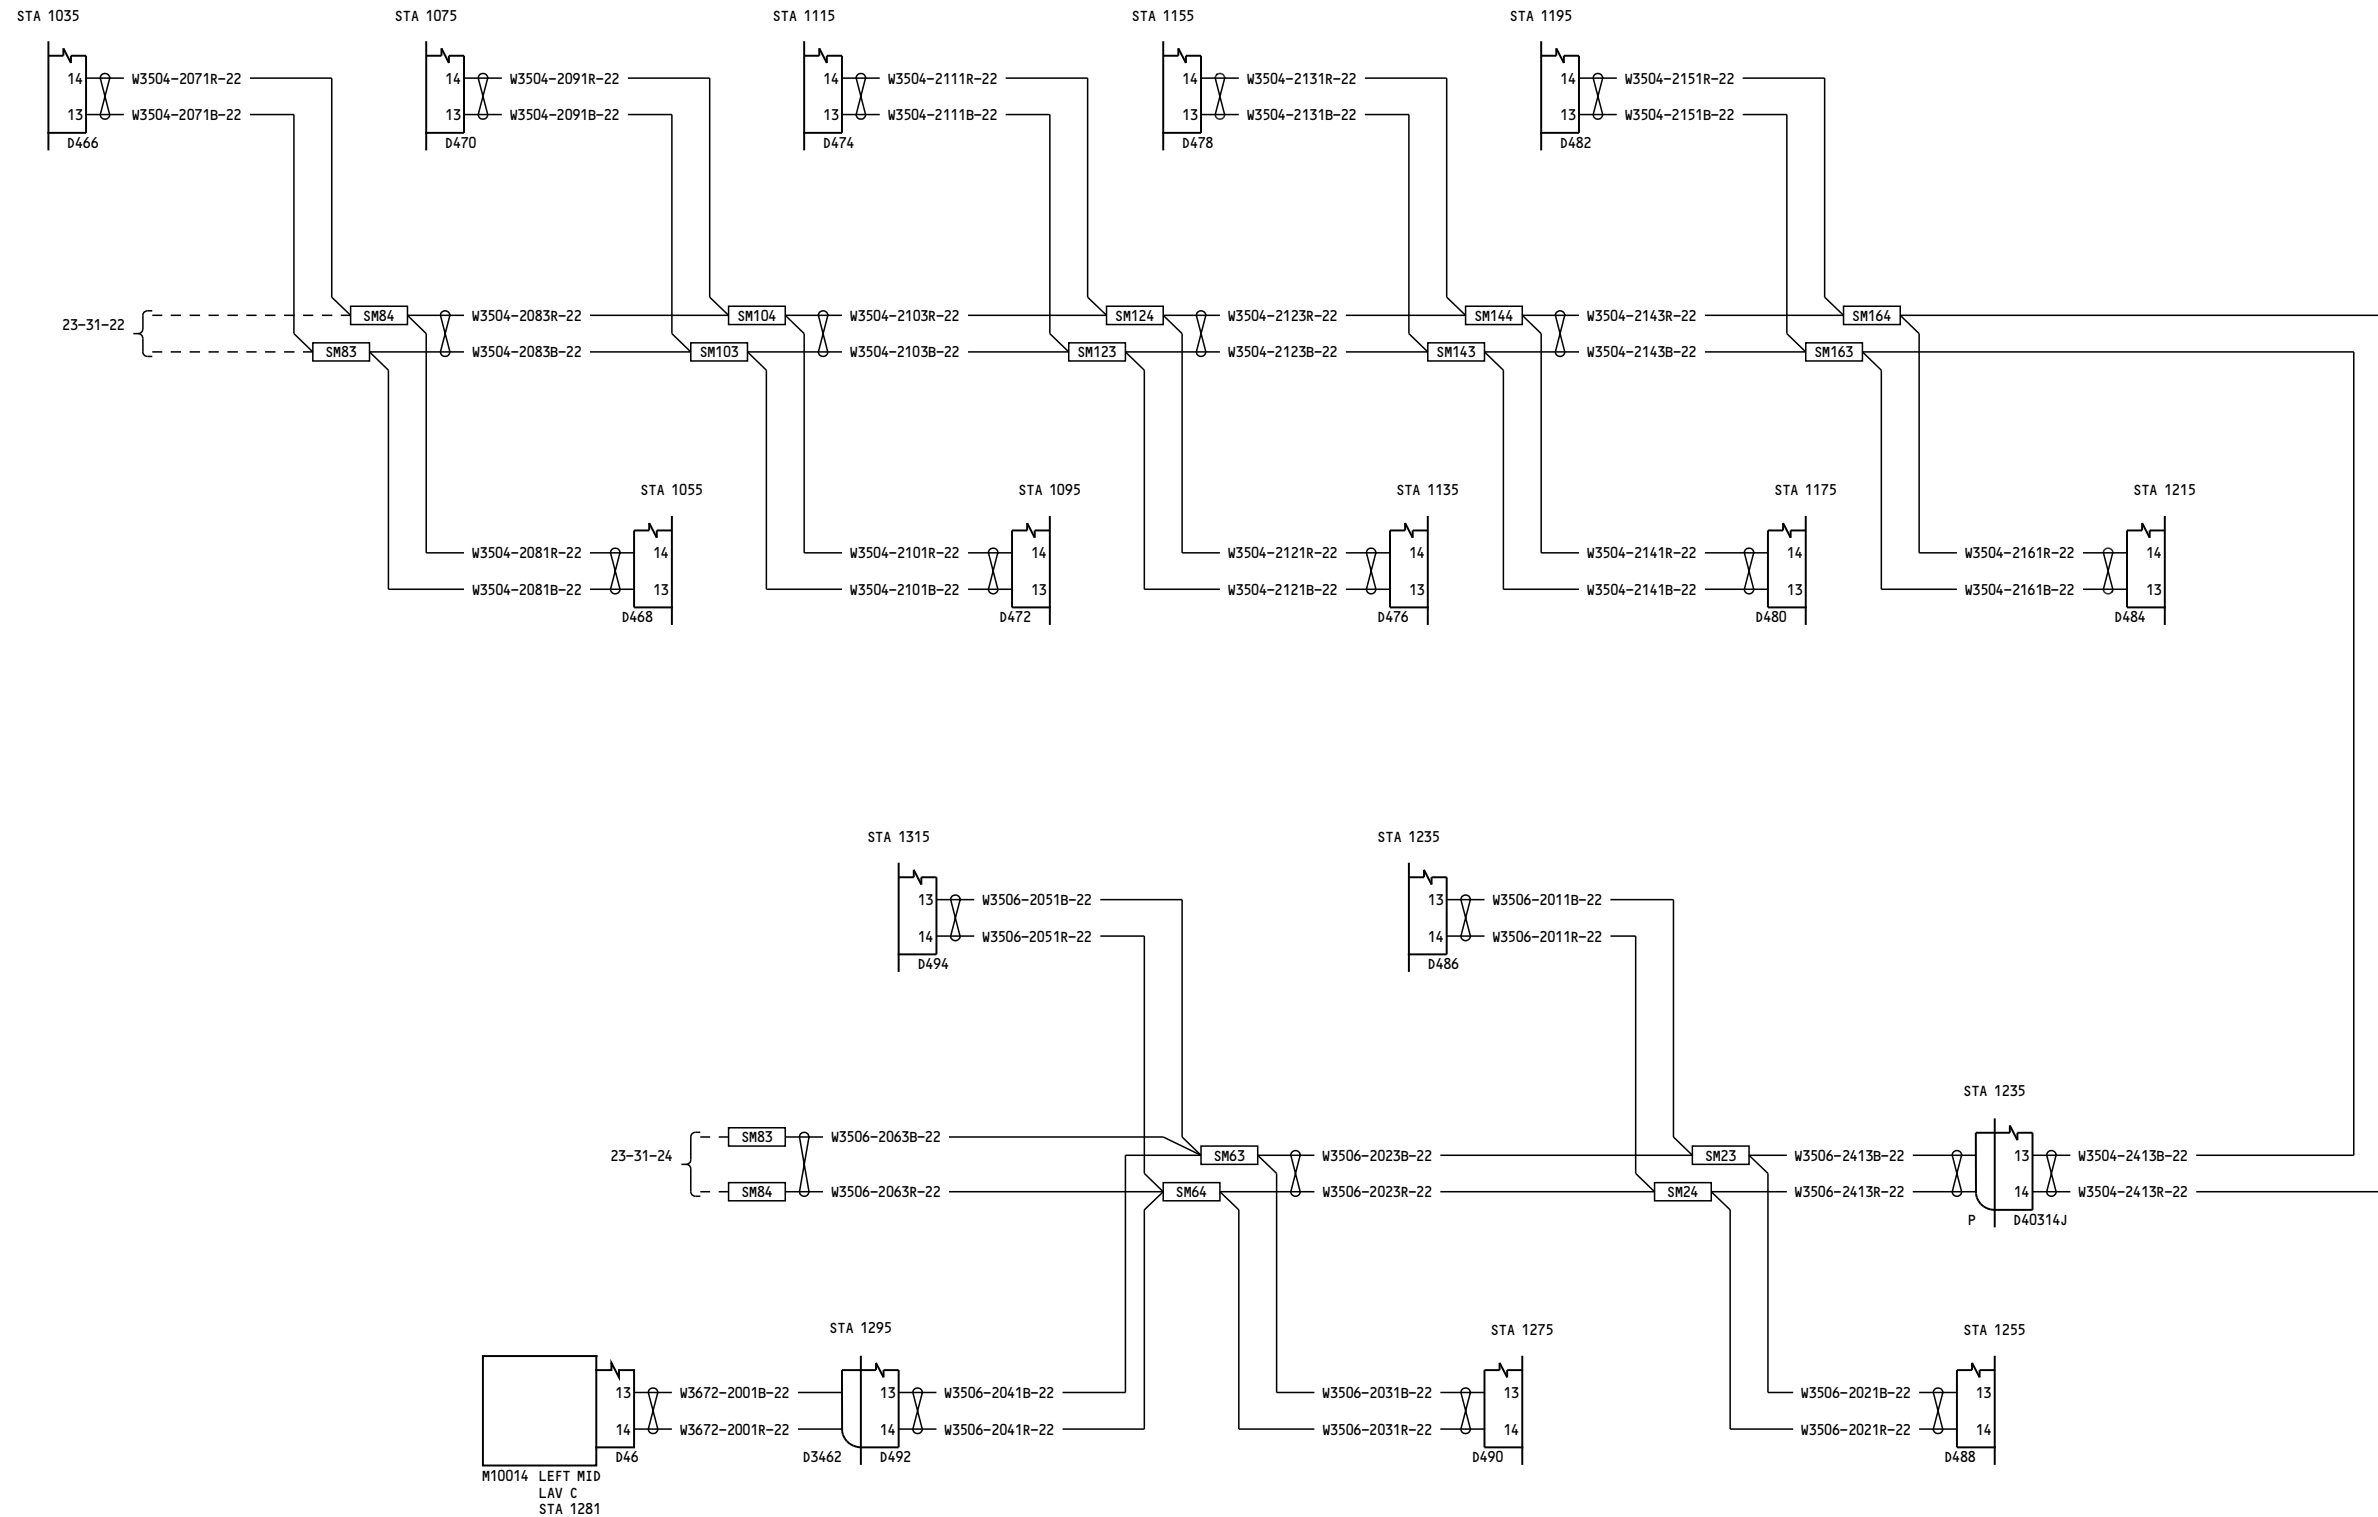 STA 1035 STA 1075 STA 1115 STA 1155 STA 1195
14 W3504-2071R-22 14 W3504-2091R-22 14 W3504-2111R-22 14 W3504-2131R-22 14 W3504-2151R-22
13 W3504-2071B-22 13 W3504-2091B-22 13 W3504-2111B-22 13 W3504-2131B-22 13 W3504-2151B-22
D466 D470 D474 D478 D482
SM84 W3504-2083R-22 SM104 W3504-2103R-22 SM124 W3504-2123R-22 SM144 W3504-2143R-22 SM164
23-31-22
SM83 W3504-2083B-22 SM103 W3504-2103B-22 SM123 W3504-2123B-22 SM143 W3504-2143B-22 SM163
STA 1055 STA 1095 STA 1135 STA 1175 STA 1215
W3504-2081R-22 14 W3504-2101R-22 14 W3504-2121R-22 14 W3504-2141R-22 14 W3504-2161R-22 14
W3504-2081B-22 13 W3504-2101B-22 13 W3504-2121B-22 13 W3504-2141B-22 13 W3504-2161B-22 13
D468 D472 D476 D480 D484
STA 1315 STA 1235
13 W3506-2051B-22 13 W3506-2011B-22
14 W3506-2051R-22 14 W3506-2011R-22
D494 D486
STA 1235
SM83 W3506-2063B-22
23-31-24 SM63 W3506-2023B-22 SM23 W3506-2413B-22 13 W3504-2413B-22
SM84 W3506-2063R-22 SM64 W3506-2023R-22 SM24 W3506-2413R-22 14 W3504-2413R-22
P D40314J
STA 1295 STA 1275 STA 1255
13 W3672-2001B-22 13 W3506-2041B-22 W3506-2031B-22 13 W3506-2021B-22 13
14 W3672-2001R-22 14 W3506-2041R-22 W3506-2031R-22 14 W3506-2021R-22 14
D46 D3462 D492 D490 D488
M10014 LEFT MID
LAV C
STA 1281